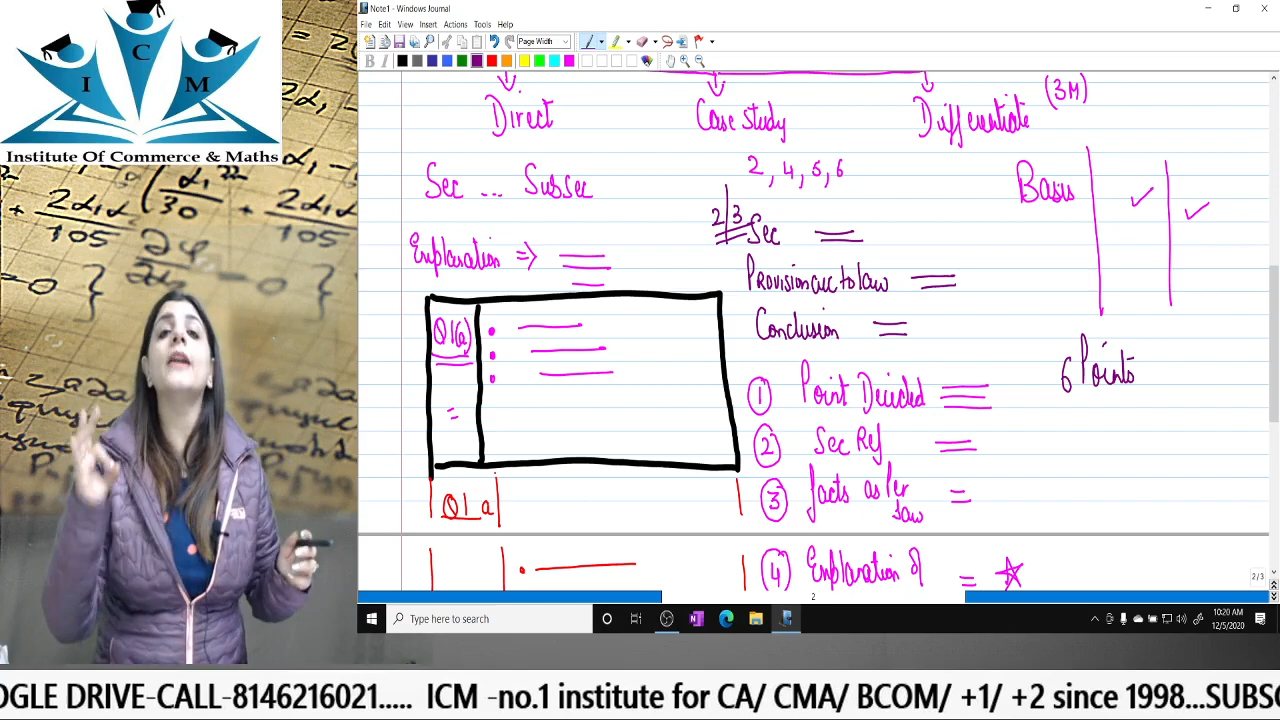 I C M
Institute Of Commerce & Maths
Note1 - Windows Journal
File Edit View Insert Actions Tools Help
Page Width
B I
Direct
Case Study
Differentiate (3M)
2, 4, 5, 6
Sec ... Subsec
Basis
2/3 Sec
Explanation =>
Provision acc to law
Conclusion
Q1(a)
6 Points
1 Point Decided
2 Sec Ref
3 facts as Per law
Q1 a
4 Explanation of
2/3
2
Type here to search
10:20 AM
12/5/2020
OGLE DRIVE-CALL-8146216021..... ICM -no.1 institute for CA/ CMA/ BCOM/ +1/ +2 since 1998...SUBSC